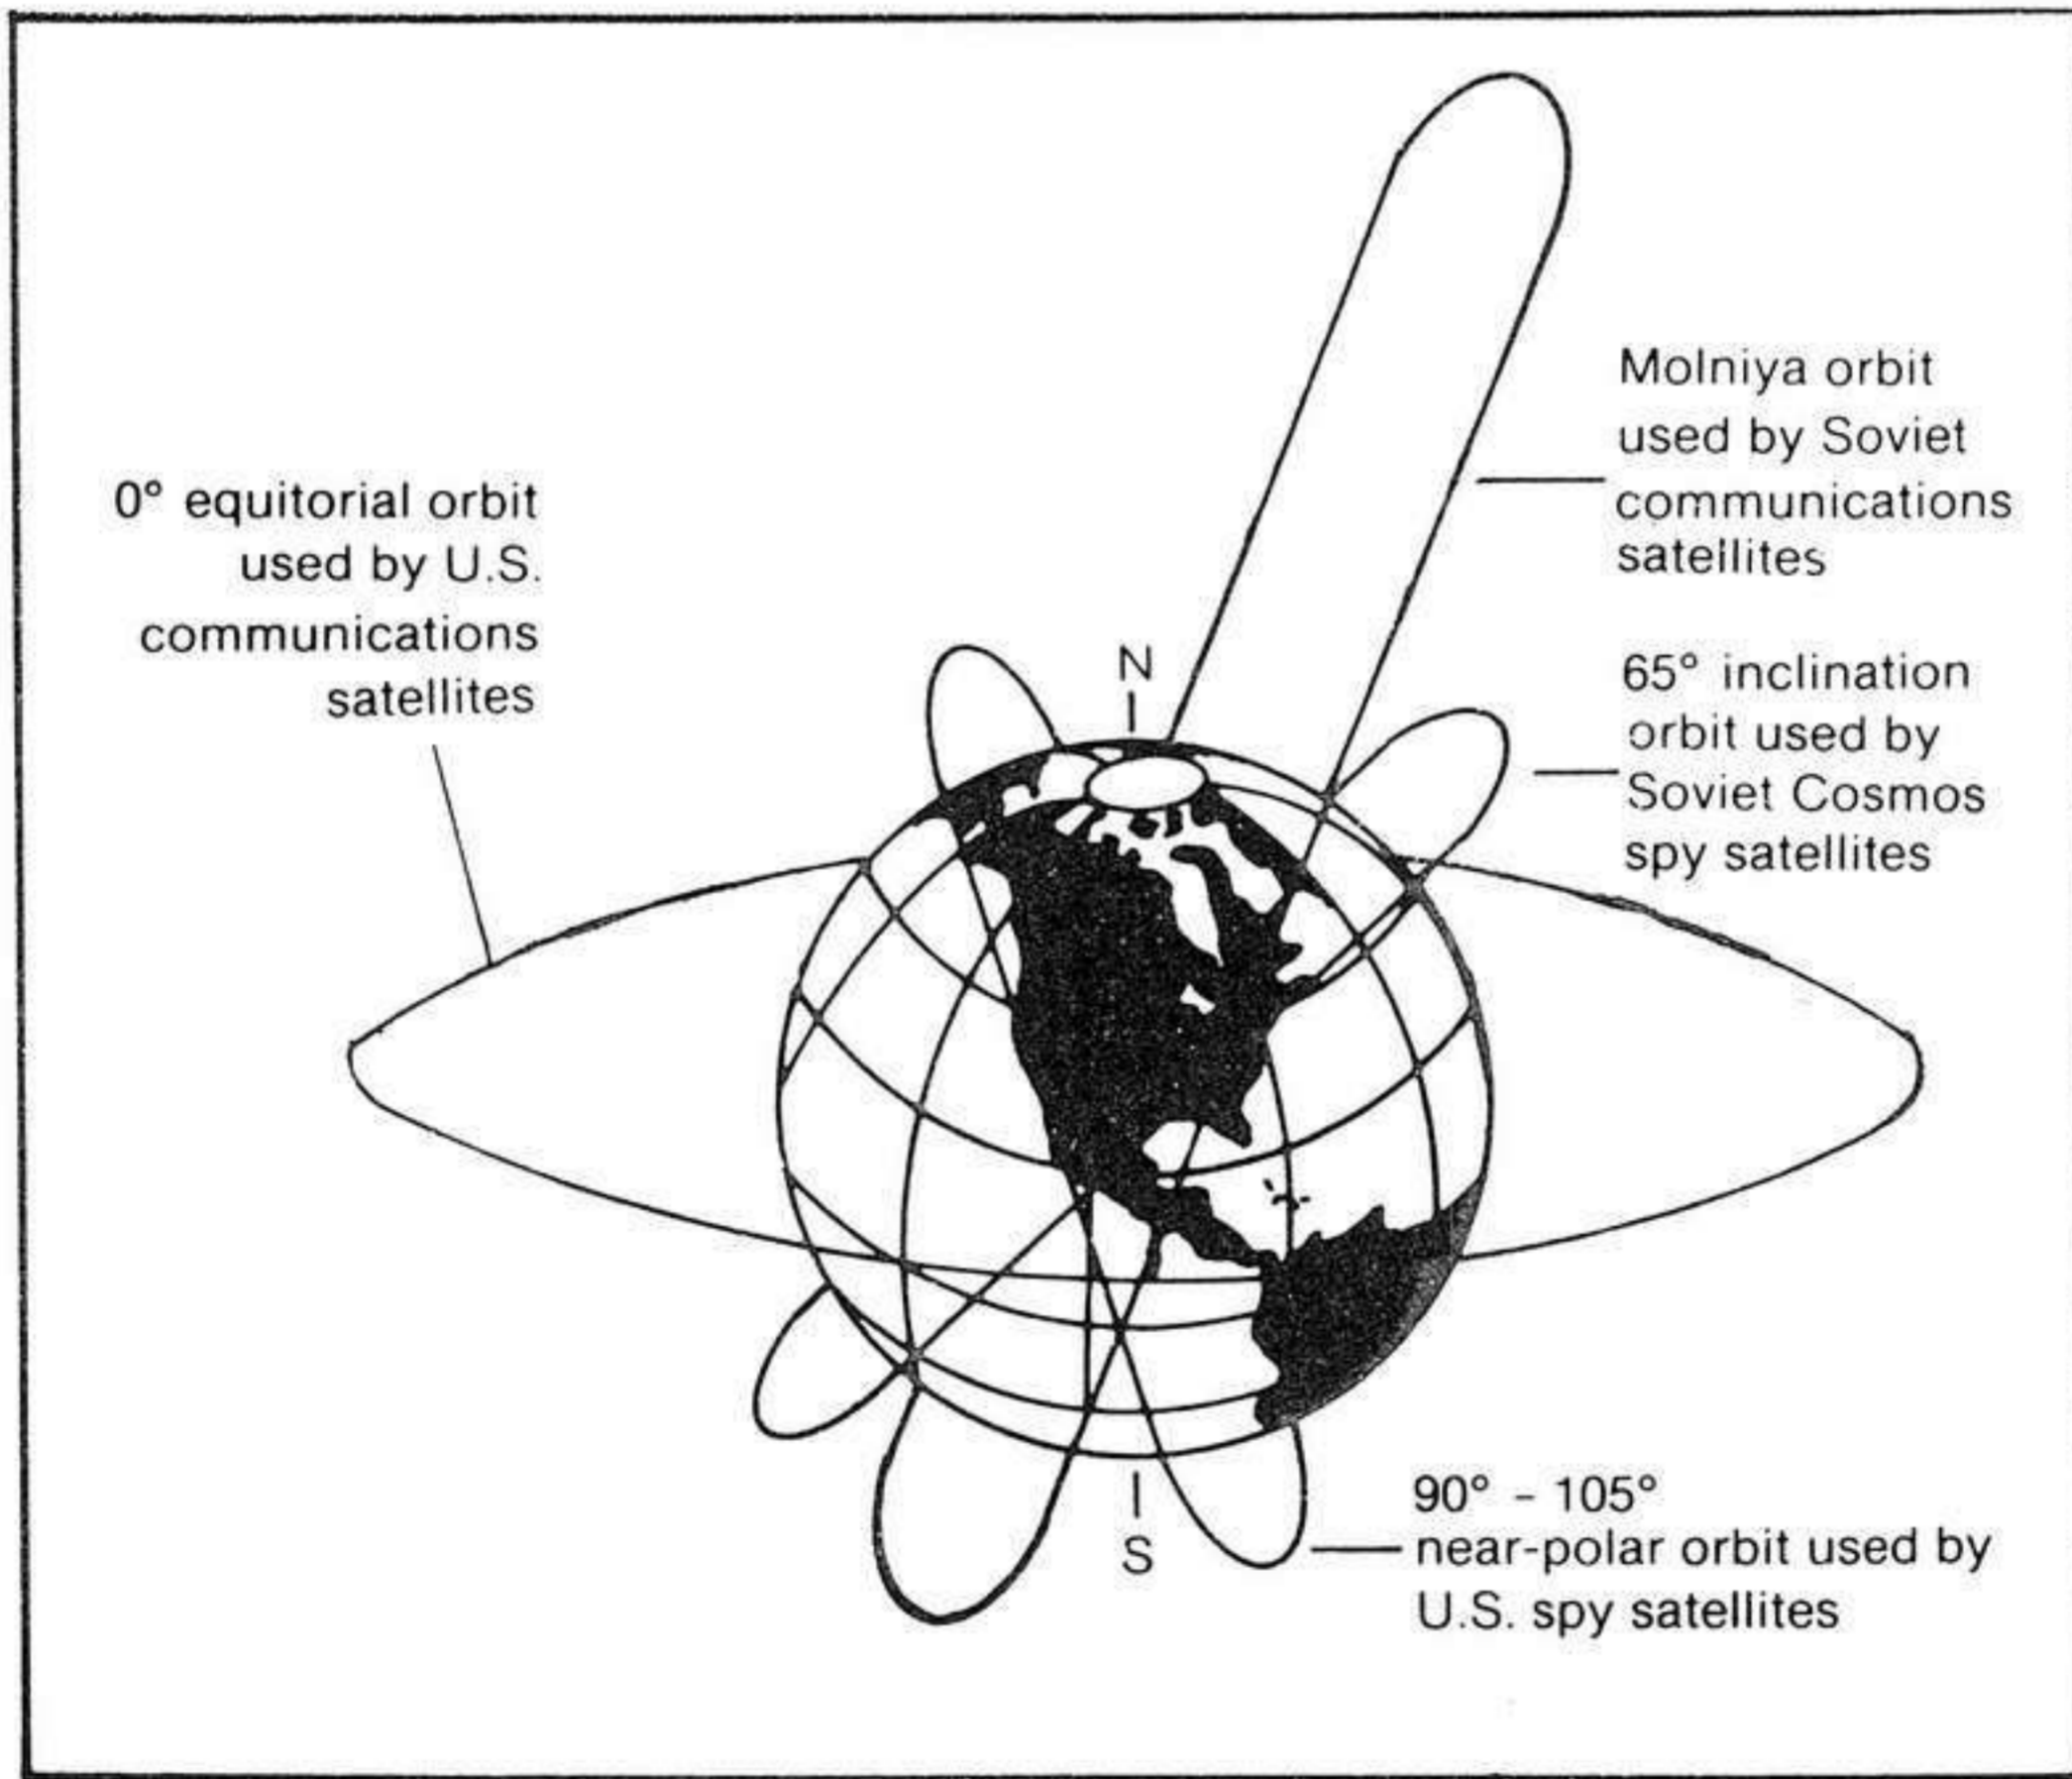 Molniya orbit
used by Soviet
communications
satellites
0° equitorial orbit
used by U.S.
communications
satellites
N
65° inclination
orbit used by
Soviet Cosmos
spy satellites
S
90° - 105°
near-polar orbit used by
U.S. spy satellites